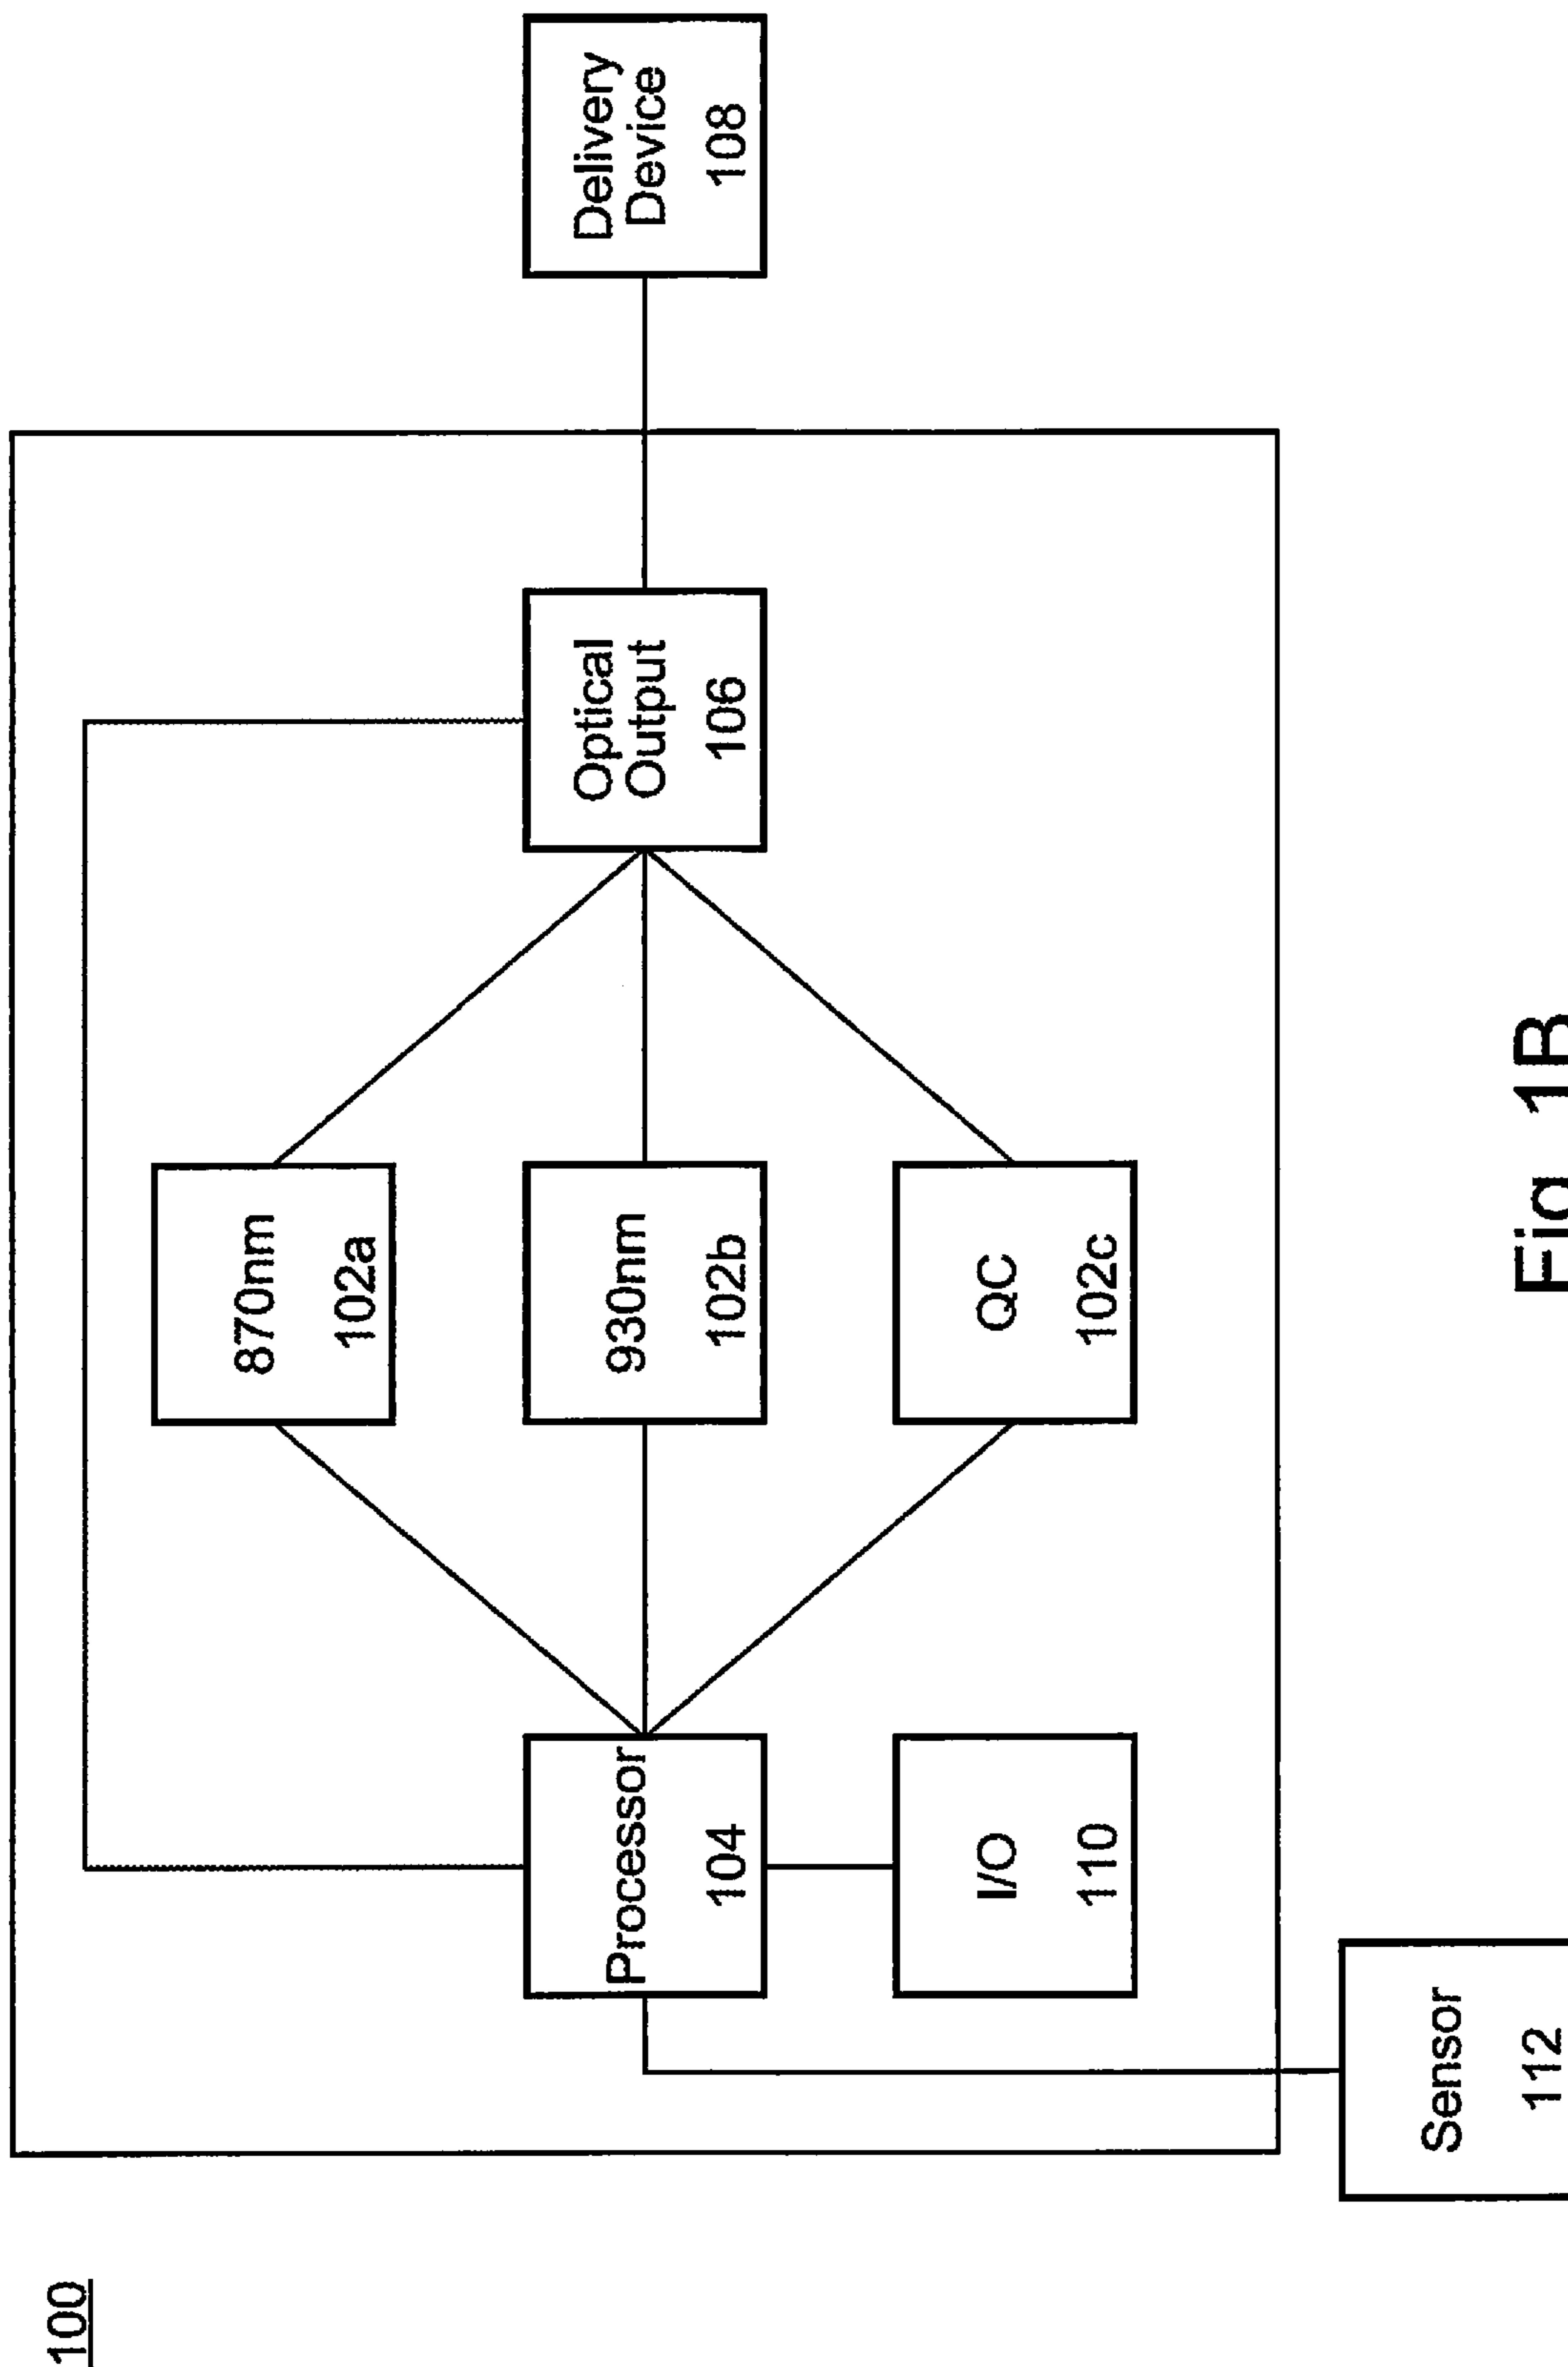 100
870nm
102a
Processor
104
930nm
102b
Optical
Output
106
Delivery
Device
108
I/O
110
QC
102c
Sensor
112
Fig. 1B